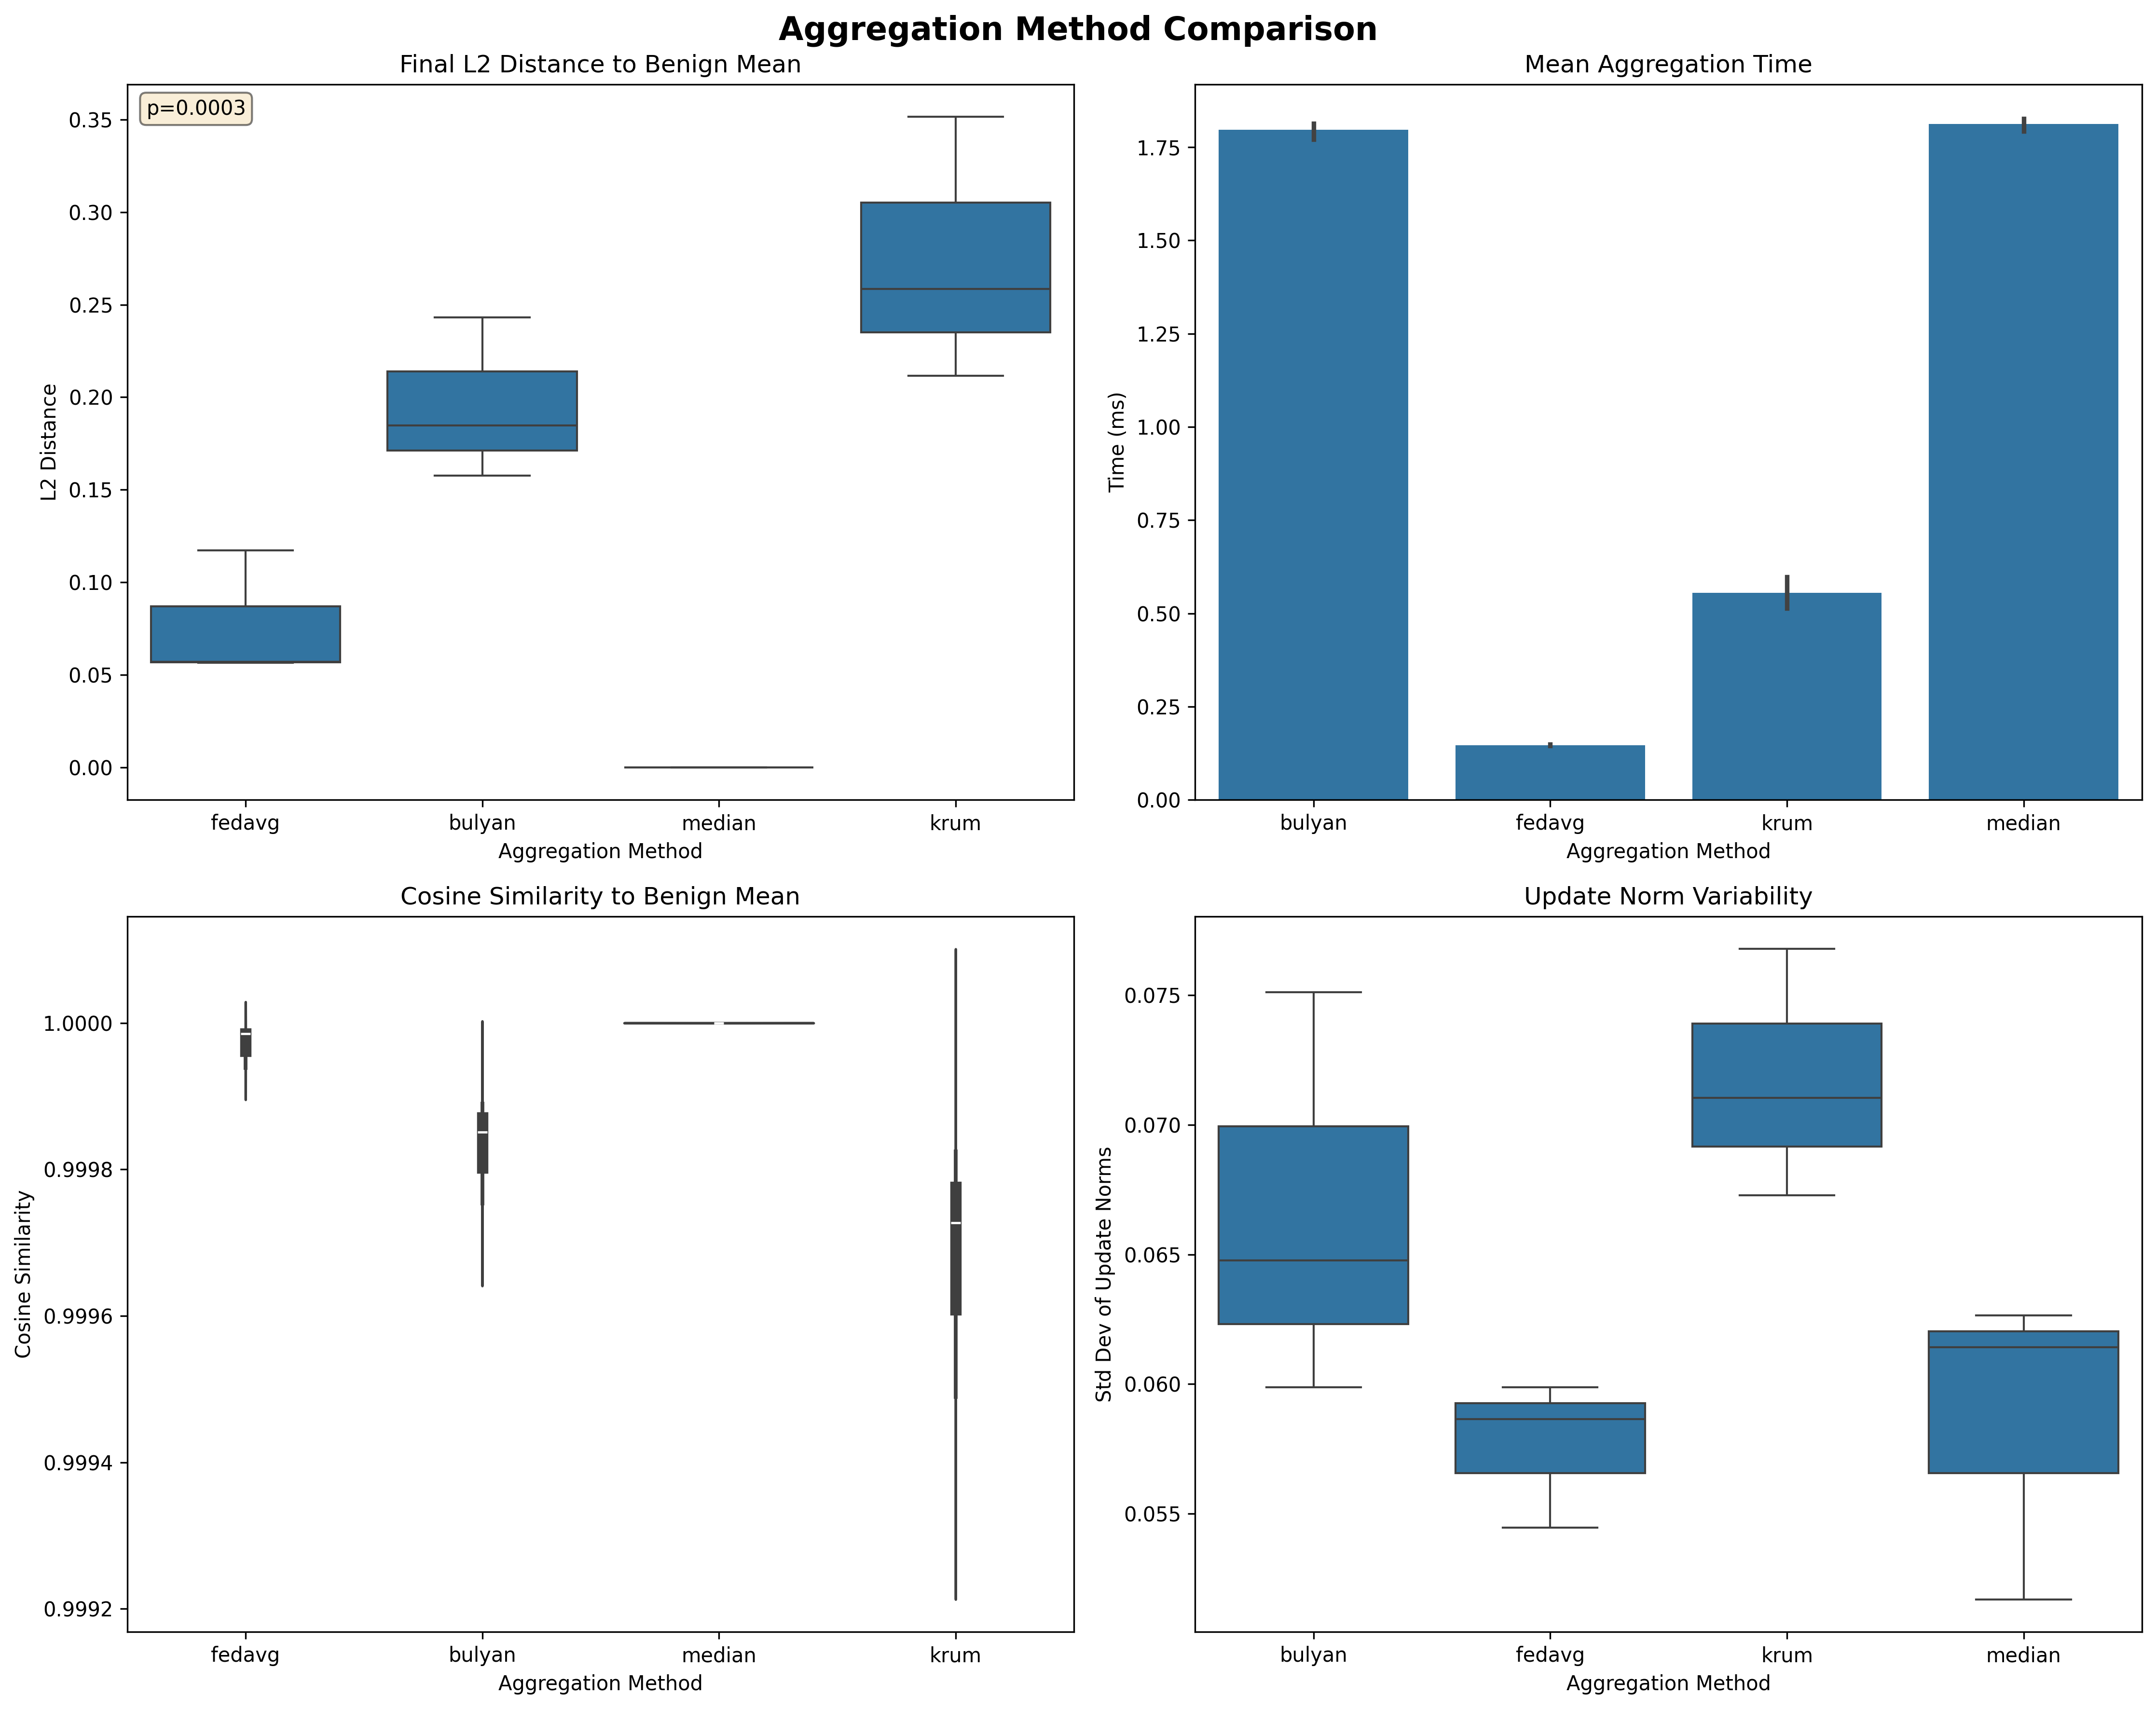 Aggregation Method Comparison
Final L2 Distance to Benign Mean
p=0.0003
0.35
0.30
0.25
0.20
0.15
0.10
0.05
0.00
L2 Distance
fedavg bulyan median krum
Aggregation Method
Mean Aggregation Time
1.75
1.50
1.25
1.00
0.75
0.50
0.25
0.00
Time (ms)
bulyan fedavg krum median
Aggregation Method
Cosine Similarity to Benign Mean
1.0000
0.9998
0.9996
0.9994
0.9992
Cosine Similarity
fedavg bulyan median krum
Aggregation Method
Update Norm Variability
0.075
0.070
0.065
0.060
0.055
Std Dev of Update Norms
bulyan fedavg krum median
Aggregation Method